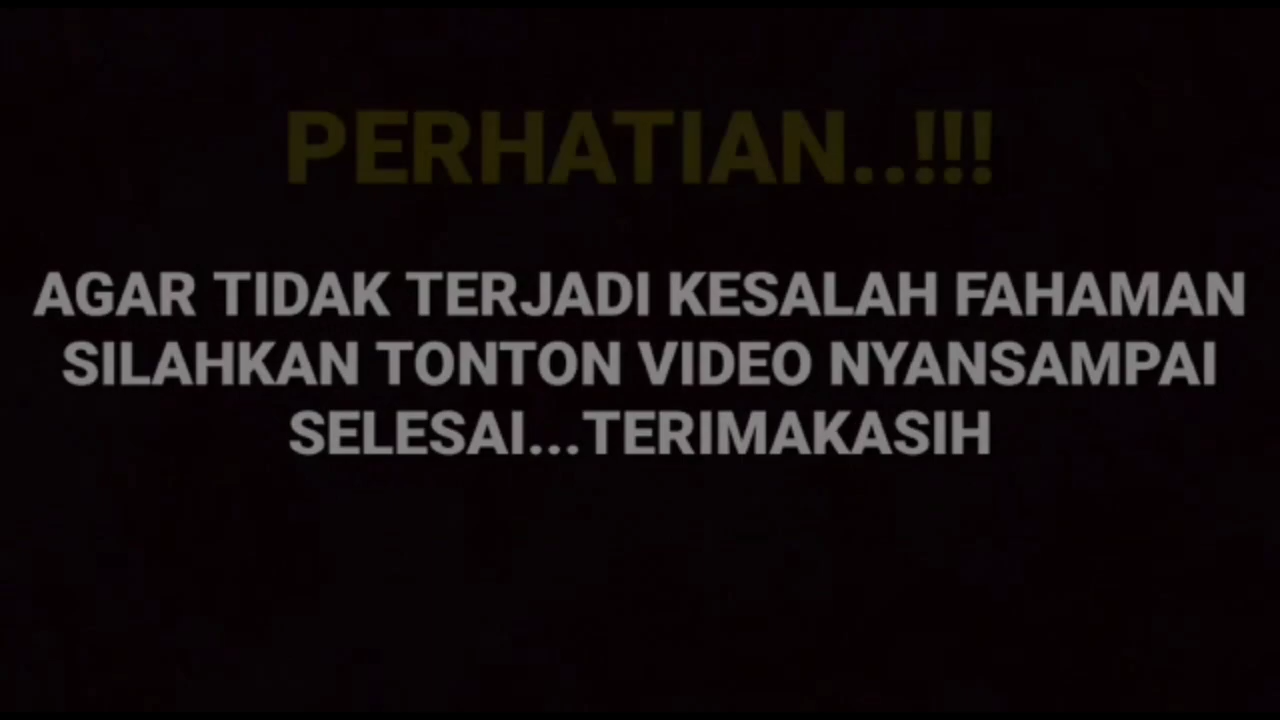 PERHATIAN..!!!
AGAR TIDAK TERJADI KESALAH FAHAMAN
SILAHKAN TONTON VIDEO NYANSAMPAI
SELESAI...TERIMAKASIH